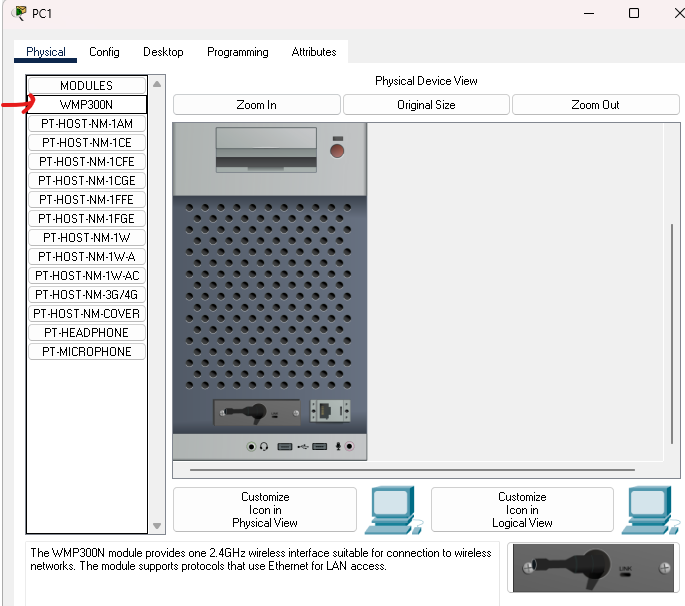 PC1
Physical Config Desktop Programming Attributes
MODULES
WMP300N
PT-HOST-NM-1AM
PT-HOST-NM-1CE
PT-HOST-NM-1CFE
PT-HOST-NM-1CGE
PT-HOST-NM-1FFE
PT-HOST-NM-1FGE
PT-HOST-NM-1W
PT-HOST-NM-1W-A
PT-HOST-NM-1W-AC
PT-HOST-NM-3G/4G
PT-HOST-NM-COVER
PT-HEADPHONE
PT-MICROPHONE
Physical Device View
Zoom In Original Size Zoom Out
Customize
Icon in
Physical View
Customize
Icon in
Logical View
The WMP300N module provides one 2.4GHz wireless interface suitable for connection to wireless
networks. The module supports protocols that use Ethernet for LAN access.
LINK